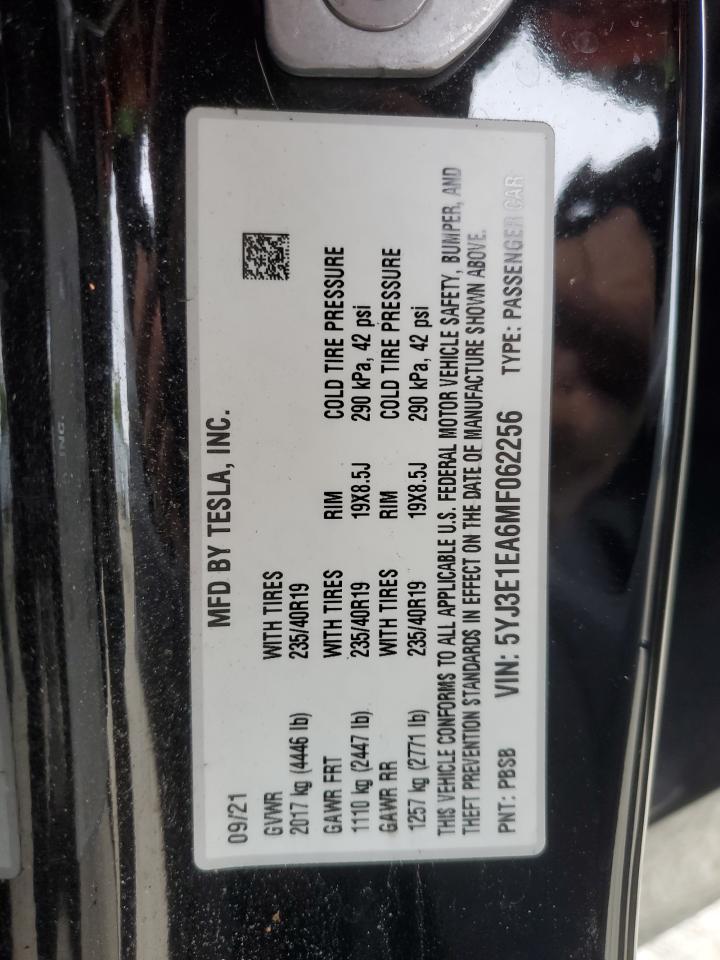 MFD BY TESLA, INC.
09/21
GVWR WITH TIRES
2017 kg (4446 lb) 235/40R19
GAWR FRT WITH TIRES RIM COLD TIRE PRESSURE
1110 kg (2447 lb) 235/40R19 19X8.5J 290 kPa, 42 psi
GAWR RR WITH TIRES RIM COLD TIRE PRESSURE
1257 kg (2771 lb) 235/40R19 19X8.5J 290 kPa, 42 psi
THIS VEHICLE CONFORMS TO ALL APPLICABLE U.S. FEDERAL MOTOR VEHICLE SAFETY, BUMPER, AND
THEFT PREVENTION STANDARDS IN EFFECT ON THE DATE OF MANUFACTURE SHOWN ABOVE.
PNT: PBSB VIN: 5YJ3E1EA6MF062256 TYPE: PASSENGER CAR